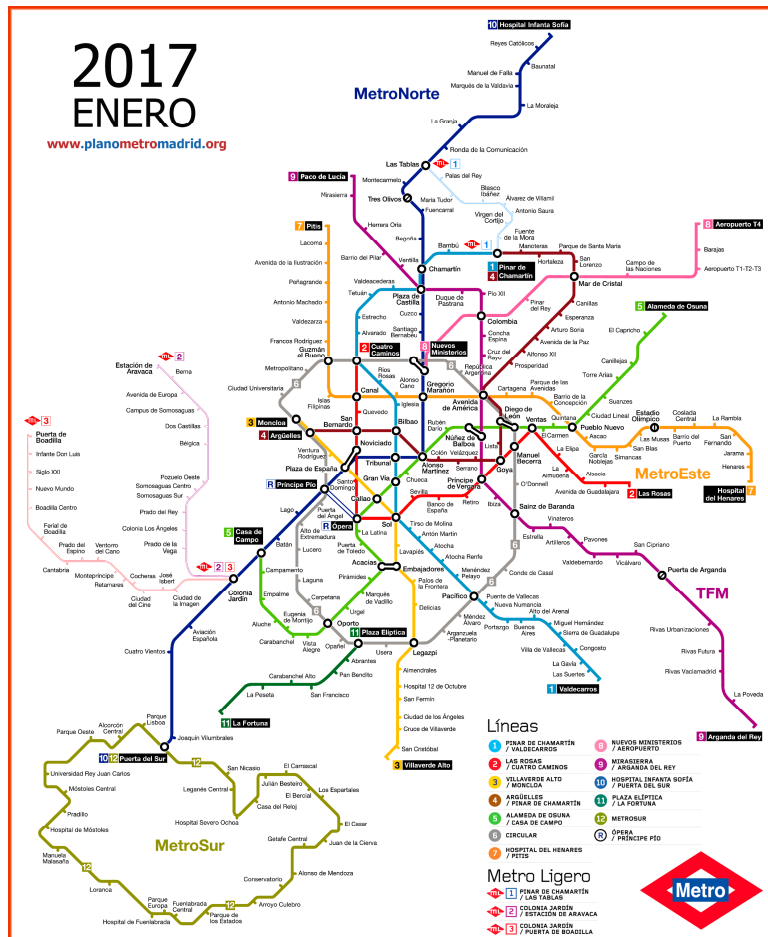 2017
ENERO
www.planometromadrid.org
10 Hospital Infanta Sofía
Reyes Católicos
Baunatal
Manuel de Falla
Marqués de la Valdavia
MetroNorte
La Moraleja
La Granja
Ronda de la Comunicación
Las Tablas
ML 1
Palas del Rey
9 Paco de Lucía
Montecarmelo
Mirasierra
Tres Olivos
María Tudor
Blasco
Ibáñez
Álvarez de Villamil
Antonio Saura
Virgen del
Cortijo
Fuencarral
7 Pitis
Herrera Oria
Fuente
de la Mora
8 Aeropuerto T4
Lacoma
Begoña
Bambú
ML 1
Manoteras
Parque de Santa María
Barrio del Pilar
Ventilla
Hortaleza
San
Lorenzo
Barajas
Avenida de la Ilustración
Chamartín
1 Pinar de
4 Chamartín
Campo de
las Naciones
Aeropuerto T1-T2-T3
Peñagrande
Valdeacederas
Mar de Cristal
Tetuán
Plaza de
Castilla
Duque de
Pastrana
Pío XII
Antonio Machado
Pinar
del Rey
Canillas
5 Alameda de Osuna
Estrecho
Cuzco
Colombia
Esperanza
Valdezarza
Alvarado
Santiago
Bernabéu
Concha
Espina
Arturo Soria
El Capricho
Francos Rodríguez
Avenida de la Paz
Guzmán
el Bueno
2 Cuatro
Caminos
8 Nuevos
Ministerios
Cruz del
Rayo
Alfonso XII
Canillejas
Estación de
Aravaca
ML 2
Berna
Metropolitano
6
Ríos
Rosas
Alonso
Cano
República
Argentina
Prosperidad
Torre Arias
Ciudad Universitaria
Canal
Gregorio
Marañón
Cartagena
Parque de
las Avenidas
Suanzes
Avenida de Europa
Islas
Filipinas
Quevedo
Iglesia
Avenida
de América
Barrio de la
Concepción
Ciudad Lineal
Estadio
Olímpico
Coslada
Central
La Rambla
Campus de Somosaguas
3 Moncloa
4 Argüelles
San
Bernardo
Bilbao
Rubén
Darío
Diego de
León
Ventas
Quintana
Pueblo Nuevo
ML 3
Puerta de
Boadilla
Dos Castillas
Noviciado
Núñez de
Balboa
El Carmen
Ascao
Las Musas
Barrio del
Puerto
San
Fernando
Infante Don Luis
Bélgica
Ventura
Rodríguez
Colón
Velázquez
Lista
Manuel
Becerra
La Elipa
García
Noblejas
San Blas
Simancas
Jarama
Siglo XXI
Plaza de España
Tribunal
Alonso
Martínez
Serrano
Goya
Henares
MetroEste
Nuevo Mundo
Pozuelo Oeste
R Príncipe Pío
Santo
Domingo
Gran Vía
Chueca
Príncipe
de Vergara
O'Donnell
La
Almudena
Avenida de Guadalajara
2 Las Rosas
Hospital
del Henares 7
Boadilla Centro
Somosaguas Centro
Somosaguas Sur
Callao
Sevilla
Banco de
España
Retiro
Ibiza
Sainz de Baranda
Prado del Rey
Lago
Puerta del
Ángel
R Ópera
Sol
Tirso de Molina
Vinateros
Ferial de
Boadilla
Colonia Los Ángeles
5 Casa de
Campo
Alto de
Extremadura
La Latina
Antón Martín
Estrella
Pavones
Prado del
Espino
Ventorro
del Cano
Prado de la
Vega
Batán
Lucero
Puerta
de Toledo
Lavapiés
Atocha
6
Artilleros
San Cipriano
Cantabria
Montepríncipe
Retamares
Cocheras
José
Isbert
ML 2 3
Campamento
Laguna
Acacias
Embajadores
Atocha Renfe
Menéndez
Pelayo
Conde de Casal
Valdebernardo
Vicálvaro
Puerta de Arganda
Colonia
Jardín
Empalme
Carpetana
Pirámides
Palos de la
Frontera
Pacífico
Puente de Vallecas
TFM
Ciudad
del Cine
Ciudad de
la Imagen
6
Marqués
de Vadillo
Delicias
Nueva Numancia
Alto del Arenal
Aviación
Española
Aluche
Eugenia
de Montijo
Urgel
Méndez
Álvaro
Portazgo
Buenos
Aires
Miguel Hernández
Rivas Urbanizaciones
Carabanchel
Vista
Alegre
Oporto
11 Plaza Elíptica
Arganzuela
-Planetario
Sierra de Guadalupe
Cuatro Vientos
Opañel
Usera
Legazpi
Villa de Vallecas
Congosto
Rivas Futura
Abrantes
La Gavia
Carabanchel Alto
Pan Bendito
Almendrales
Las Suertes
Rivas Vaciamadrid
La Peseta
San Francisco
Hospital 12 de Octubre
1 Valdecarros
La Poveda
11 La Fortuna
San Fermín
Parque
Lisboa
Ciudad de los Ángeles
9 Arganda del Rey
Alcorcón
Central
Parque Oeste
Joaquín Vilumbrales
Cruce de Villaverde
San Cristóbal
10 12 Puerta del Sur
3 Villaverde Alto
12
San Nicasio
El Carrascal
Universidad Rey Juan Carlos
Leganés Central
Julián Besteiro
Los Espartales
Móstoles Central
El Bercial
Casa del Reloj
Pradillo
Hospital Severo Ochoa
El Casar
Hospital de Móstoles
MetroSur
Getafe Central
Juan de la Cierva
Manuela
Malasaña
12
Alonso de Mendoza
Loranca
Conservatorio
Parque
Europa
Fuenlabrada
Central
12
Arroyo Culebro
Parque de
los Estados
Hospital de Fuenlabrada
Líneas
1 PINAR DE CHAMARTÍN
/ VALDECARROS
2 LAS ROSAS
/ CUATRO CAMINOS
3 VILLAVERDE ALTO
/ MONCLOA
4 ARGÜELLES
/ PINAR DE CHAMARTÍN
5 ALAMEDA DE OSUNA
/ CASA DE CAMPO
6 CIRCULAR
7 HOSPITAL DEL HENARES
/ PITIS
8 NUEVOS MINISTERIOS
/ AEROPUERTO
9 MIRASIERRA
/ ARGANDA DEL REY
10 HOSPITAL INFANTA SOFÍA
/ PUERTA DEL SUR
11 PLAZA ELÍPTICA
/ LA FORTUNA
12 METROSUR
R ÓPERA
/ PRÍNCIPE PÍO
Metro Ligero
ML 1 PINAR DE CHAMARTÍN
/ LAS TABLAS
ML 2 COLONIA JARDÍN
/ ESTACIÓN DE ARAVACA
ML 3 COLONIA JARDÍN
/ PUERTA DE BOADILLA
Metro